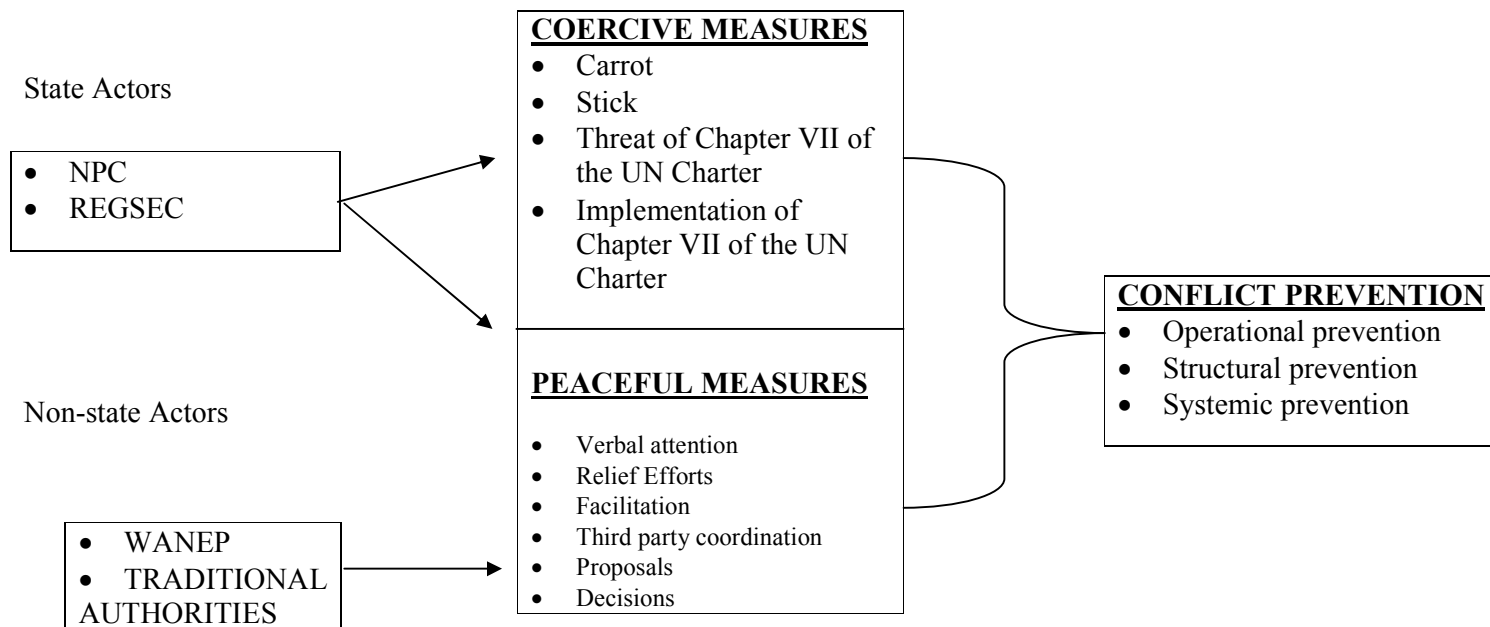 State Actors
• NPC
• REGSEC
Non-state Actors
• WANEP
• TRADITIONAL
AUTHORITIES
COERCIVE MEASURES
• Carrot
• Stick
• Threat of Chapter VII of
the UN Charter
• Implementation of
Chapter VII of the UN
Charter
PEACEFUL MEASURES
• Verbal attention
• Relief Efforts
• Facilitation
• Third party coordination
• Proposals
• Decisions
CONFLICT PREVENTION
• Operational prevention
• Structural prevention
• Systemic prevention